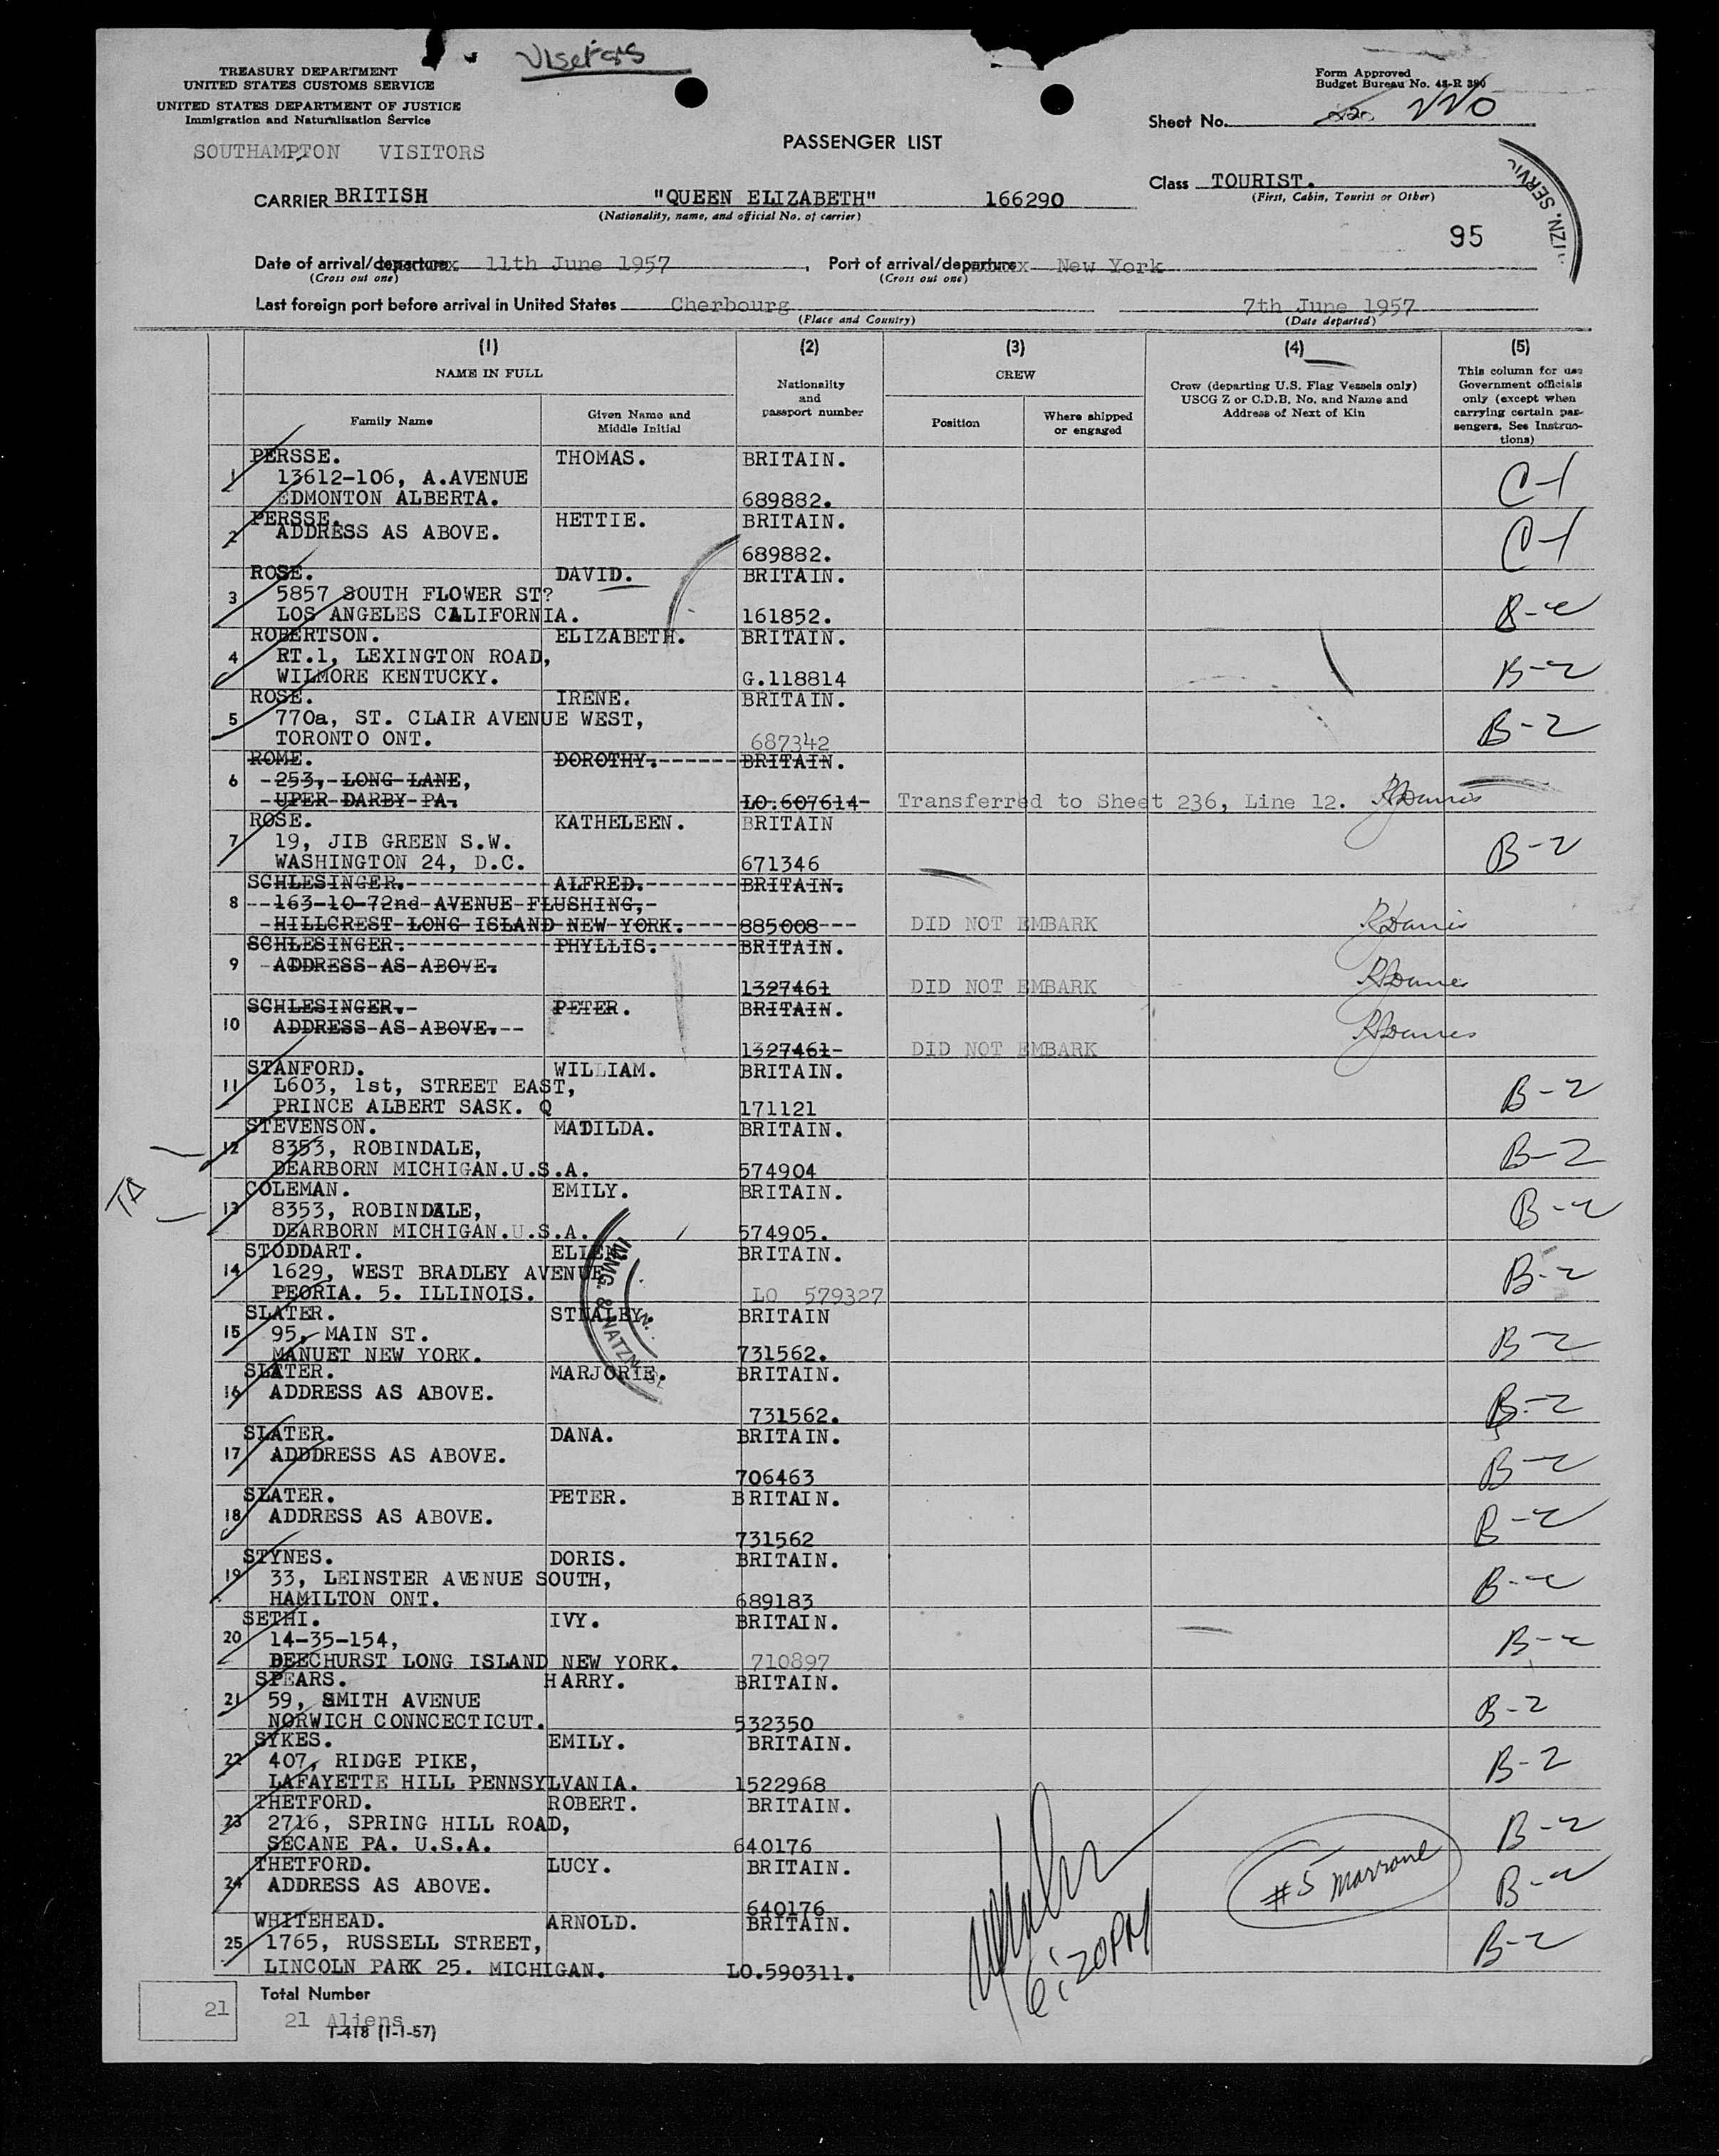 Visitors
TREASURY DEPARTMENT
UNITED STATES CUSTOMS SERVICE
UNITED STATES DEPARTMENT OF JUSTICE
Immigration and Naturalization Service
Form Approved
Budget Bureau No. 48-R 390
Sheet No. 220
PASSENGER LIST
SOUTHAMPTON VISITORS
Class TOURIST.
(First, Cabin, Tourist or Other)
CARRIER BRITISH "QUEEN ELIZABETH" 166290
(Nationality, name, and official No. of carrier)
IZN. SERVI
95
Date of arrival/departure 11th June 1957, Port of arrival/departure New York
(Cross out one) (Cross out one)
Last foreign port before arrival in United States Cherbourg 7th June 1957
(Place and Country) (Date departed)
(1) (2) (3) (4) (5)
NAME IN FULL
Family Name
Given Name and Middle Initial
Nationality and passport number
CREW
Position
Where shipped or engaged
Crew (departing U.S. Flag Vessels only)
USCG Z or C.D.B. No. and Name and
Address of Next of Kin
This column for use
Government officials
only (except when
carrying certain pas-
sengers. See Instruc-
tions)
PERSSE. THOMAS. BRITAIN.
1 13612-106, A.AVENUE C-1
EDMONTON ALBERTA. 689882.
PERSSE. HETTIE. BRITAIN.
2 ADDRESS AS ABOVE. C-1
689882.
ROSE. DAVID. BRITAIN.
3 5857 SOUTH FLOWER ST? B-2
LOS ANGELES CALIFORNIA. 161852.
ROBERTSON. ELIZABETH. BRITAIN.
4 RT.1, LEXINGTON ROAD, B-2
WILMORE KENTUCKY. G.118814
ROSE. IRENE. BRITAIN.
5 770a, ST. CLAIR AVENUE WEST, B-2
TORONTO ONT. 687342
ROME. DOROTHY. BRITAIN.
6 253, LONG LANE,
UPER DARBY PA. LO.607614 Transferred to Sheet 236, Line 12.
ROSE. KATHELEEN. BRITAIN
7 19, JIB GREEN S.W. B-2
WASHINGTON 24, D.C. 671346
SCHLESINGER. ALFRED. BRITAIN.
8 163-10-72nd AVENUE FLUSHING,
HILLCREST LONG ISLAND NEW YORK. 885008 DID NOT EMBARK
SCHLESINGER. PHYLLIS. BRITAIN.
9 ADDRESS AS ABOVE.
1327461 DID NOT EMBARK
SCHLESINGER. PETER. BRITAIN.
10 ADDRESS AS ABOVE.
1327461 DID NOT EMBARK
STANFORD. WILLIAM. BRITAIN.
11 L603, 1st, STREET EAST, B-2
PRINCE ALBERT SASK. Q 171121
STEVENSON. MATILDA. BRITAIN.
12 8353, ROBINDALE, B-2
DEARBORN MICHIGAN.U.S.A. 574904
TA
COLEMAN. EMILY. BRITAIN.
13 8353, ROBINDALE, B-2
DEARBORN MICHIGAN.U.S.A. 574905.
STODDART. ELLEN. BRITAIN.
14 1629, WEST BRADLEY AVENUE B-2
PEORIA. 5. ILLINOIS. LO 579327
IMMG. & NATZN.
SLATER. STNALEY. BRITAIN
15 95, MAIN ST. B-2
MANUET NEW YORK. 731562.
SLATER. MARJORIE. BRITAIN.
16 ADDRESS AS ABOVE. B-2
731562.
SLATER. DANA. BRITAIN.
17 ADDDRESS AS ABOVE. B-2
706463
SLATER. PETER. BRITAIN.
18 ADDRESS AS ABOVE. B-2
731562
STYNES. DORIS. BRITAIN.
19 33, LEINSTER AVENUE SOUTH, B-2
HAMILTON ONT. 689183
SETHI. IVY. BRITAIN.
20 14-35-154, B-2
BEECHURST LONG ISLAND NEW YORK. 710897
SPEARS. HARRY. BRITAIN.
21 59, SMITH AVENUE B-2
NORWICH CONNCECTICUT. 532350
SYKES. EMILY. BRITAIN.
22 407, RIDGE PIKE, B-2
LAFAYETTE HILL PENNSYLVANIA. 1522968
THETFORD. ROBERT. BRITAIN.
23 2716, SPRING HILL ROAD, B-2
SECANE PA. U.S.A. 640176
THETFORD. LUCY. BRITAIN.
24 ADDRESS AS ABOVE. #5 Marrone B-2
640176
WHITEHEAD. ARNOLD. BRITAIN.
25 1765, RUSSELL STREET, 6:20PM B-2
LINCOLN PARK 25. MICHIGAN. LO.590311.
Total Number
21
21 Aliens
I-418 (1-1-57)